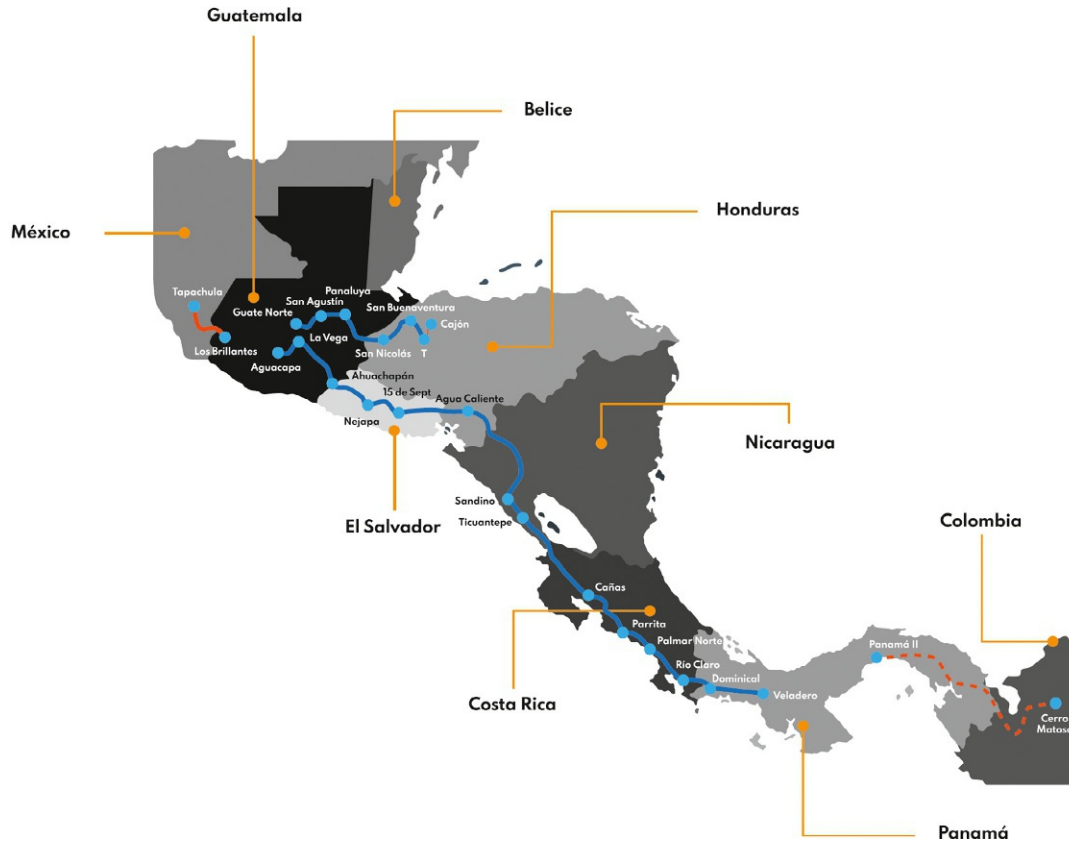 Guatemala
Belice
Honduras
México
Tapachula
Panaluya
San Agustín
San Buenaventura
Guate Norte
Cajón
La Vega
Los Brillantes
San Nicolás
T
Aguacapa
Ahuachapán
15 de Sept
Agua Caliente
Nejapa
Nicaragua
Sandino
El Salvador
Ticuantepe
Colombia
Cañas
Parrita
Palmar Norte
Panamá II
Río Claro
Dominical
Veladero
Costa Rica
Cerro
Mataso
Panamá